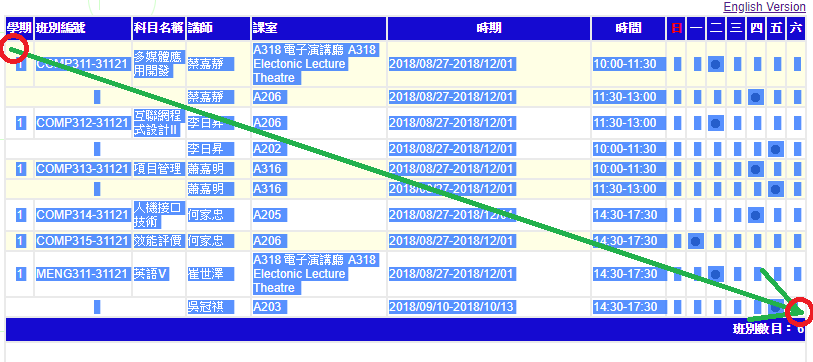 English Version
學期 班別編號 科目名稱 講師 課室 時期 時間 日 一 二 三 四 五 六
1 COMP311-31121 多媒體應用開發 蔡嘉靜 A318 電子演講廳 A318 Electonic Lecture Theatre 2018/08/27-2018/12/01 10:00-11:30
蔡嘉靜 A206 2018/08/27-2018/12/01 11:30-13:00
1 COMP312-31121 互聯網程式設計II 李日昇 A206 2018/08/27-2018/12/01 11:30-13:00
李日昇 A202 2018/08/27-2018/12/01 10:00-11:30
1 COMP313-31121 項目管理 蕭嘉明 A316 2018/08/27-2018/12/01 10:00-11:30
蕭嘉明 A316 2018/08/27-2018/12/01 11:30-13:00
1 COMP314-31121 人機接口技術 何家忠 A205 2018/08/27-2018/12/01 14:30-17:30
1 COMP315-31121 效能評價 何家忠 A206 2018/08/27-2018/12/01 14:30-17:30
1 MENG311-31121 英語V 崔世澤 A318 電子演講廳 A318 Electonic Lecture Theatre 2018/08/27-2018/12/01 14:30-17:30
吳冠祺 A203 2018/09/10-2018/10/13 14:30-17:30
班別數目： 6